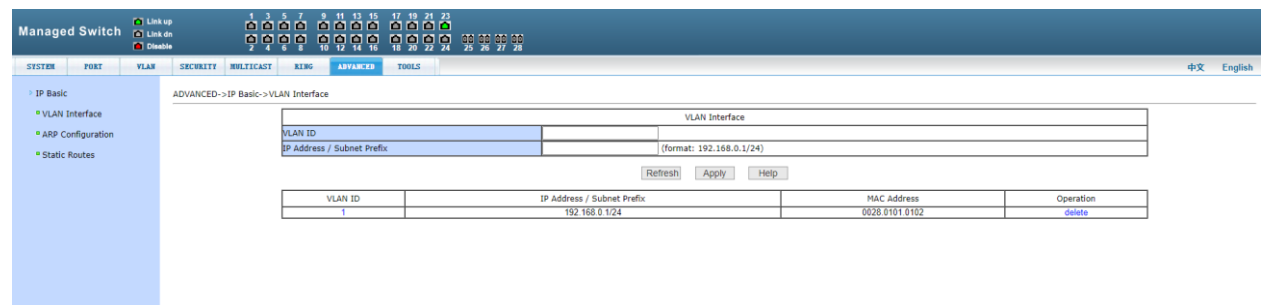 Managed Switch
Link up
Link dn
Disable
1 3 5 7 9 11 13 15 17 19 21 23
2 4 6 8 10 12 14 16 18 20 22 24 25 26 27 28
SYSTEM PORT VLAN SECURITY MULTICAST RING ADVANCED TOOLS 中文 English
IP Basic
VLAN Interface
ARP Configuration
Static Routes
ADVANCED->IP Basic->VLAN Interface
VLAN Interface
VLAN ID
IP Address / Subnet Prefix (format: 192.168.0.1/24)
Refresh Apply Help
VLAN ID IP Address / Subnet Prefix MAC Address Operation
1 192.168.0.1/24 0028.0101.0102 delete